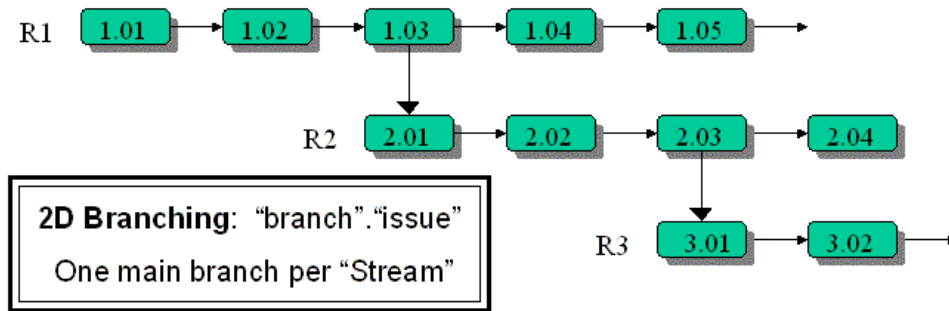 R1 1.01 1.02 1.03 1.04 1.05
R2 2.01 2.02 2.03 2.04
2D Branching: “branch”.“issue”
One main branch per “Stream”
R3 3.01 3.02